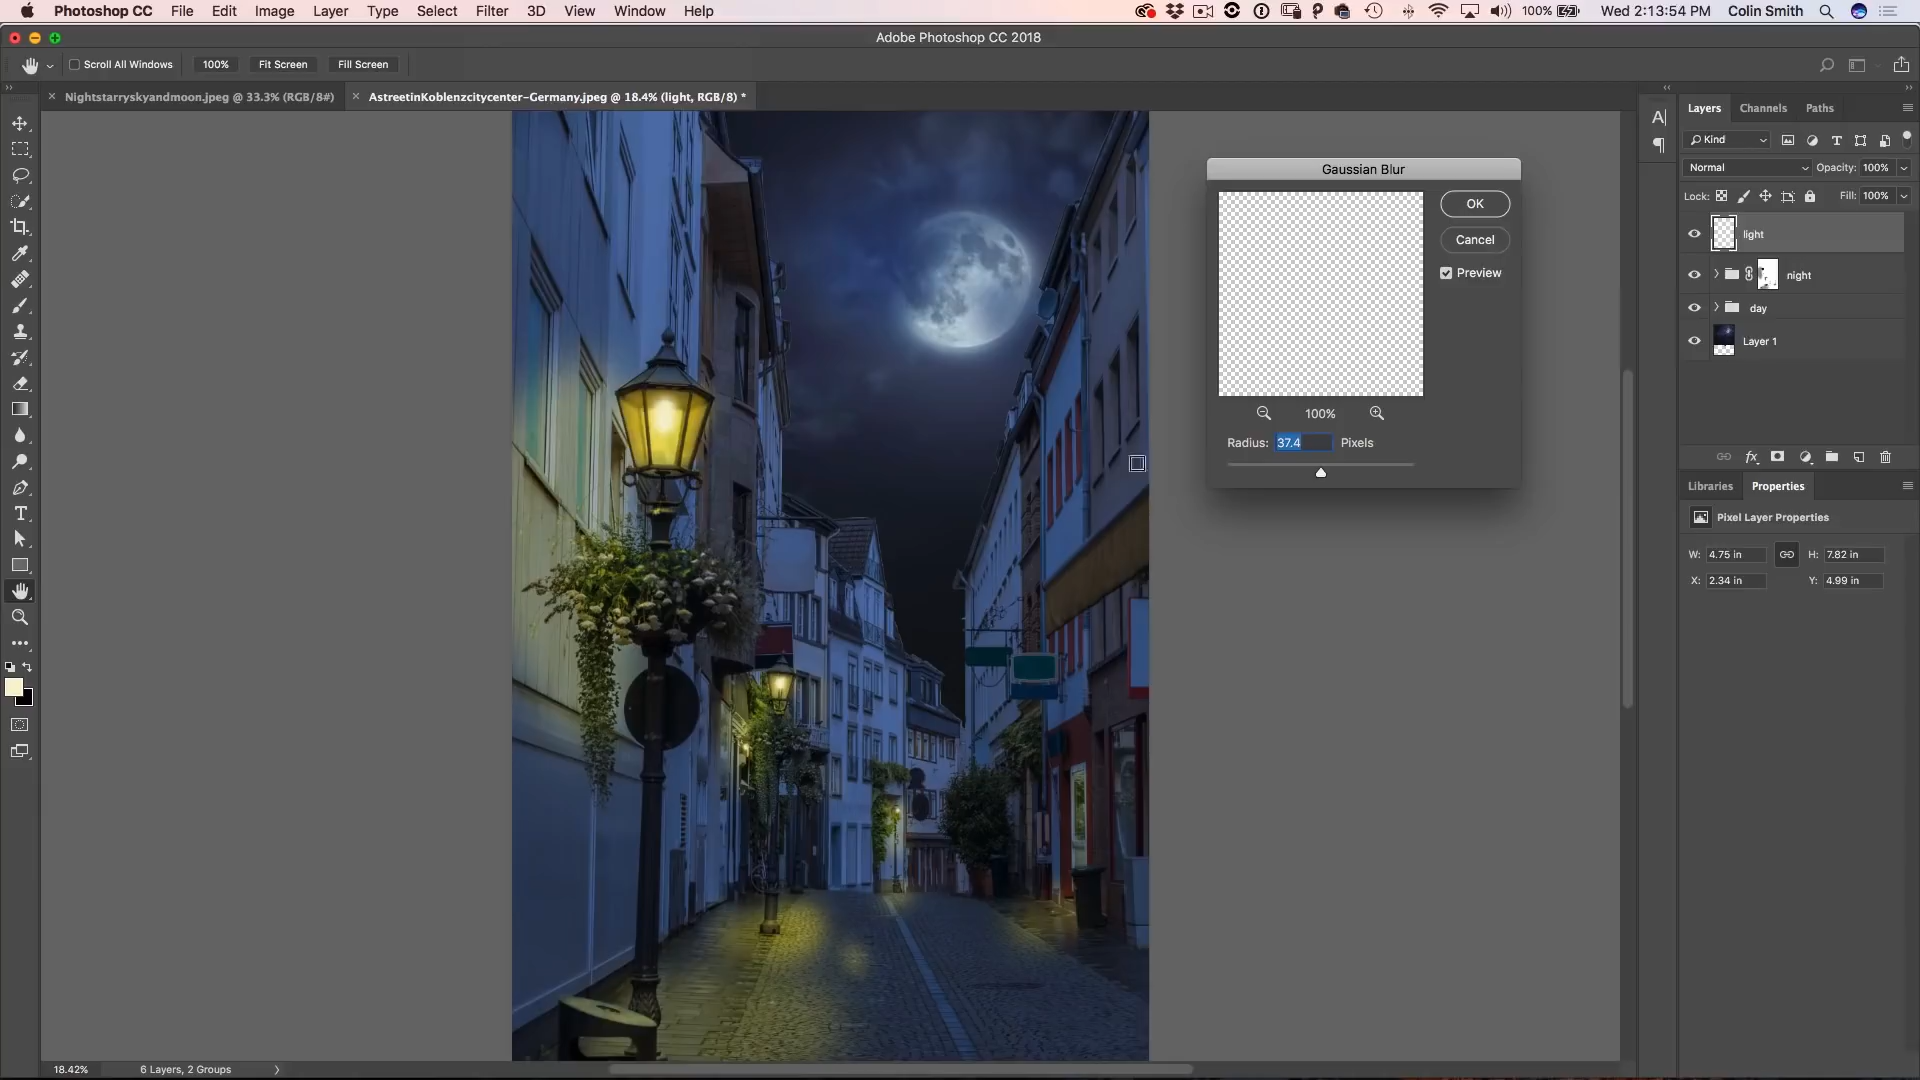 Photoshop CC File Edit Image Layer Type Select Filter 3D View Window Help 100% Wed 2:13:54 PM Colin Smith
Adobe Photoshop CC 2018
Scroll All Windows 100% Fit Screen Fill Screen
Nightstarryskyandmoon.jpeg @ 33.3% (RGB/8#) AstreetinKoblenzcitycenter-Germany.jpeg @ 18.4% (light, RGB/8) *
Layers Channels Paths
Kind
Normal Opacity: 100%
Lock: Fill: 100%
light
night
day
Layer 1
Gaussian Blur
OK
Cancel
Preview
100%
Radius: 37.4 Pixels
Libraries Properties
Pixel Layer Properties
W: 4.75 in H: 7.82 in
X: 2.34 in Y: 4.99 in
18.42% 6 Layers, 2 Groups